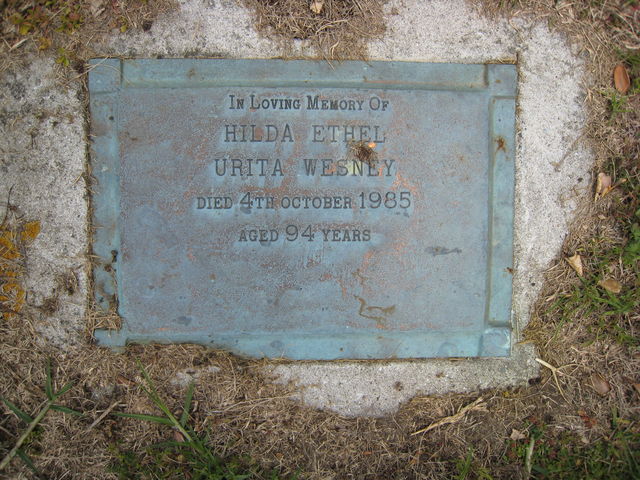 In Loving Memory Of
HILDA ETHEL
URITA WESNEY
DIED 4TH OCTOBER 1985
AGED 94 YEARS